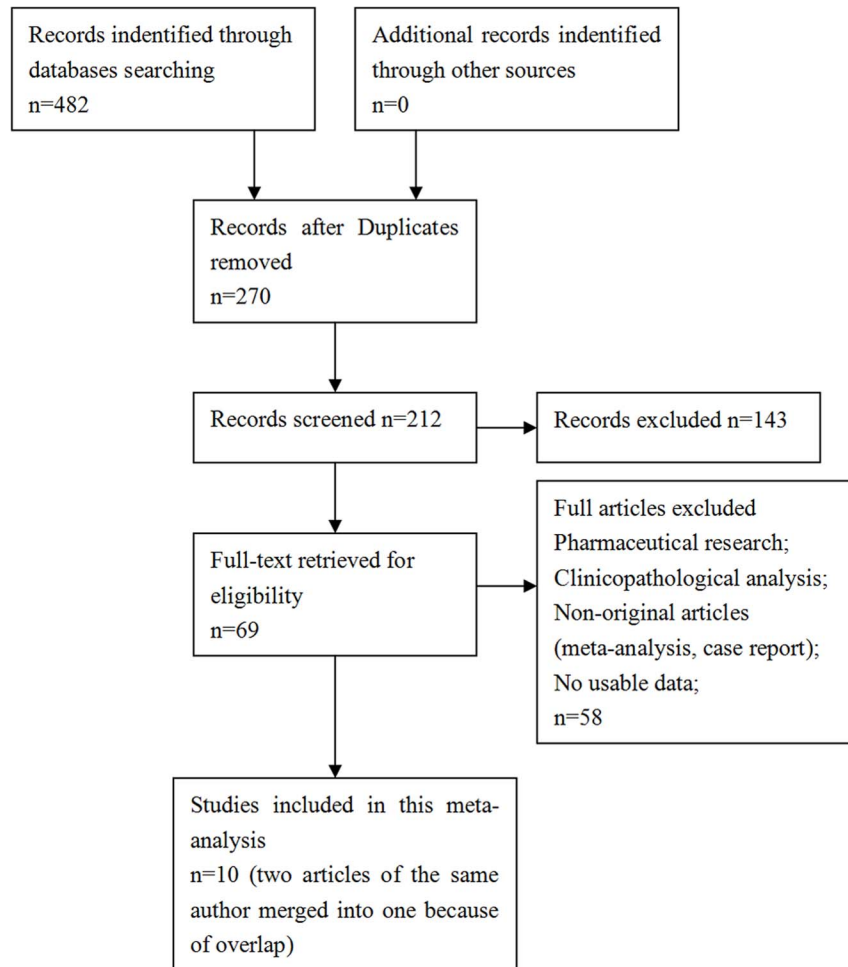 Records indentified through
databases searching
n=482
Additional records indentified
through other sources
n=0
Records after Duplicates
removed
n=270
Records screened n=212
Records excluded n=143
Full-text retrieved for
eligibility
n=69
Full articles excluded
Pharmaceutical research;
Clinicopathological analysis;
Non-original articles
(meta-analysis, case report);
No usable data;
n=58
Studies included in this meta-
analysis
n=10 (two articles of the same
author merged into one because
of overlap)